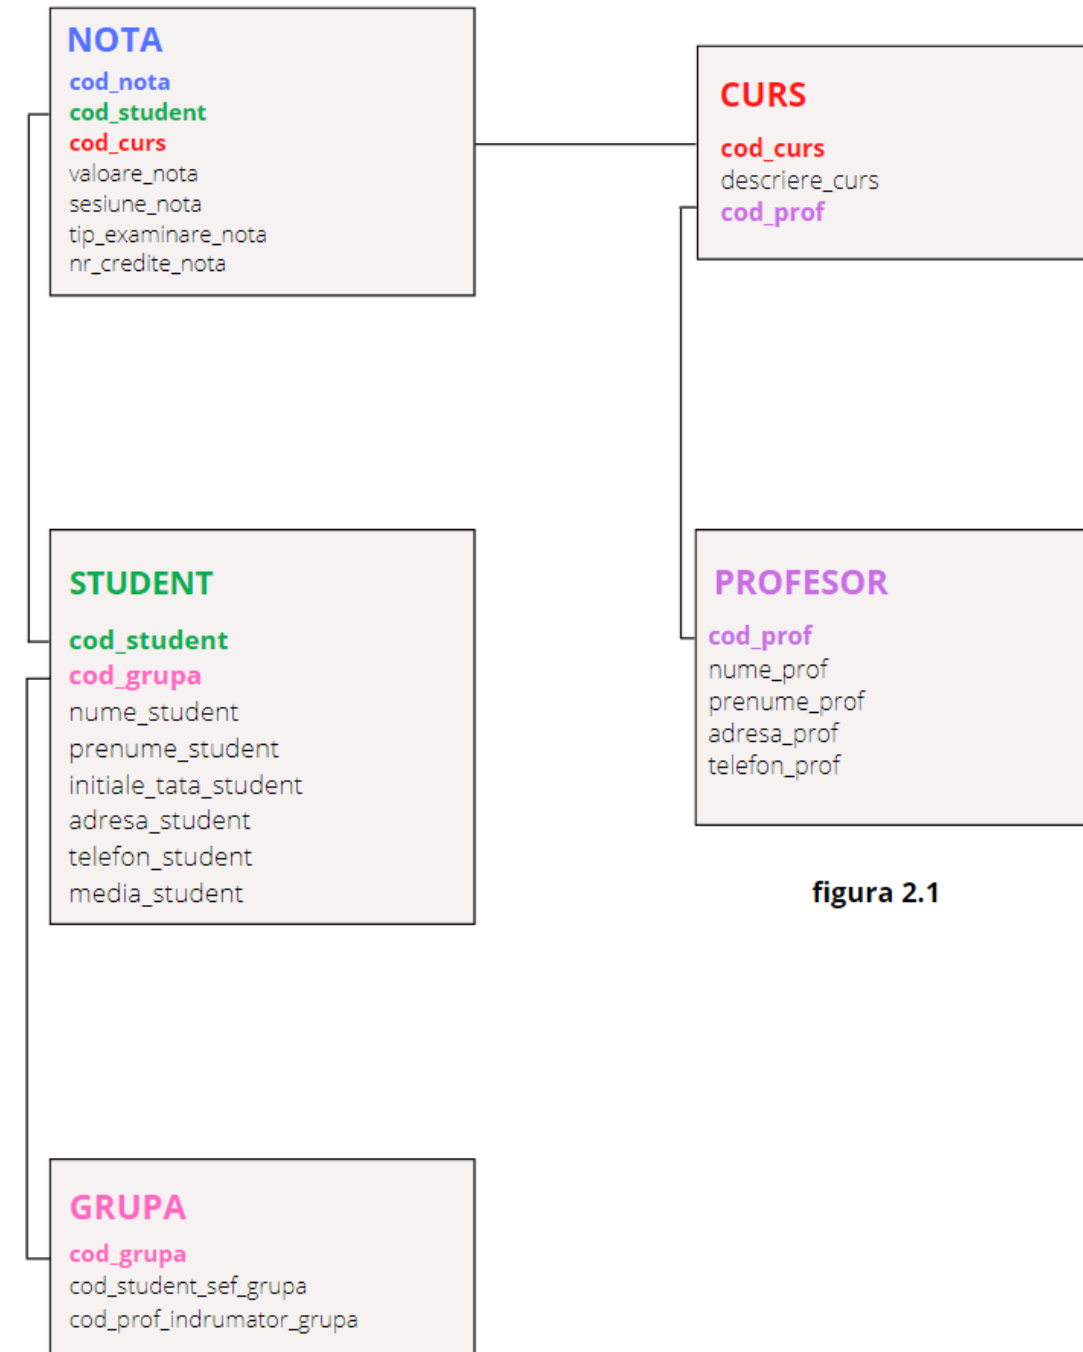 NOTA
cod_nota
cod_student
cod_curs
valoare_nota
sesiune_nota
tip_examinare_nota
nr_credite_nota
CURS
cod_curs
descriere_curs
cod_prof
STUDENT
cod_student
cod_grupa
nume_student
prenume_student
initiale_tata_student
adresa_student
telefon_student
media_student
PROFESOR
cod_prof
nume_prof
prenume_prof
adresa_prof
telefon_prof
figura 2.1
GRUPA
cod_grupa
cod_student_sef_grupa
cod_prof_indrumator_grupa